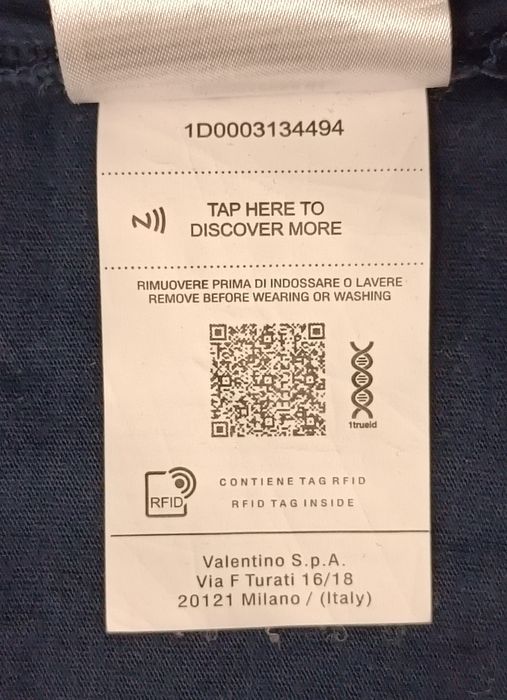 1D0003134494
TAP HERE TO
DISCOVER MORE
RIMUOVERE PRIMA DI INDOSSARE O LAVERE
REMOVE BEFORE WEARING OR WASHING
1trueid
RFID
CONTIENE TAG RFID
RFID TAG INSIDE
Valentino S.p.A.
Via F Turati 16/18
20121 Milano / (Italy)